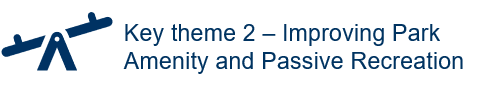 Key theme 2 – Improving Park
Amenity and Passive Recreation